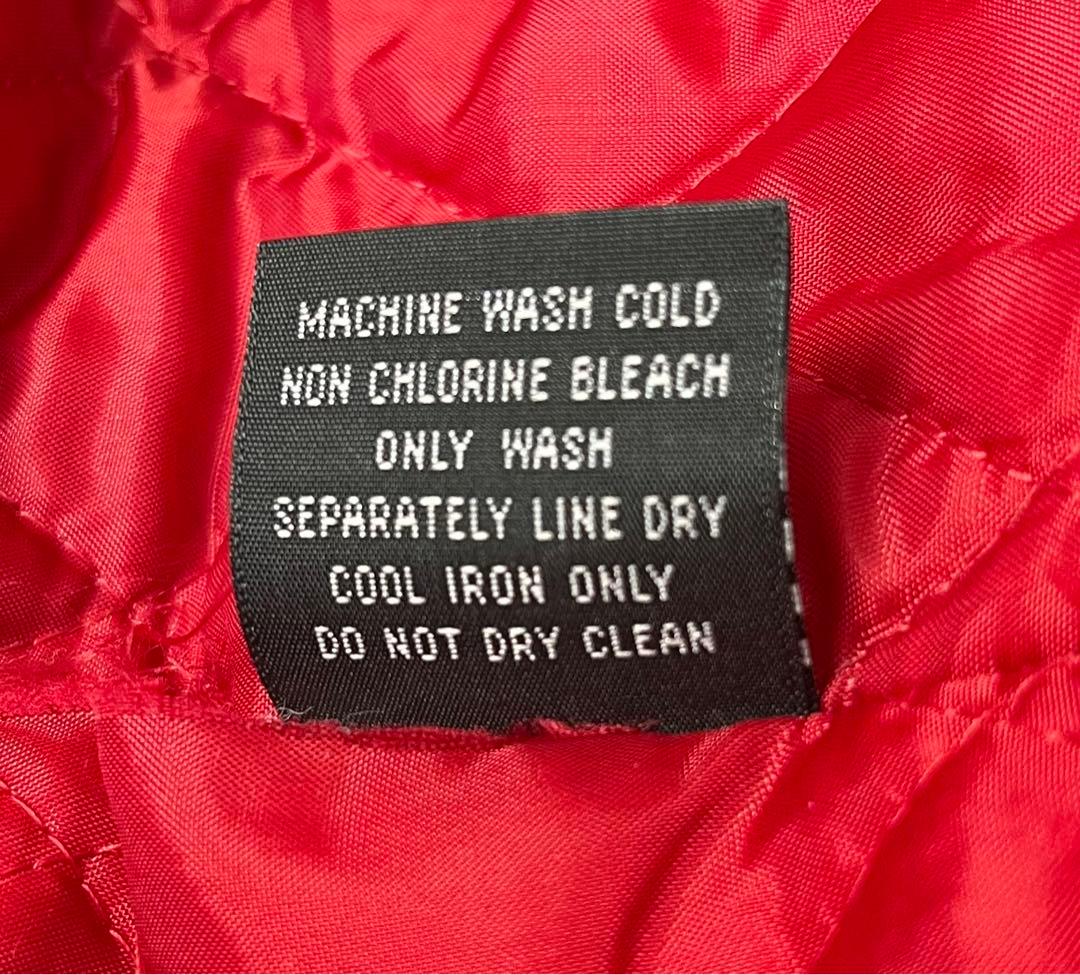 MACHINE WASH COLD
NON CHLORINE BLEACH
ONLY WASH
SEPARATELY LINE DRY
COOL IRON ONLY
DO NOT DRY CLEAN